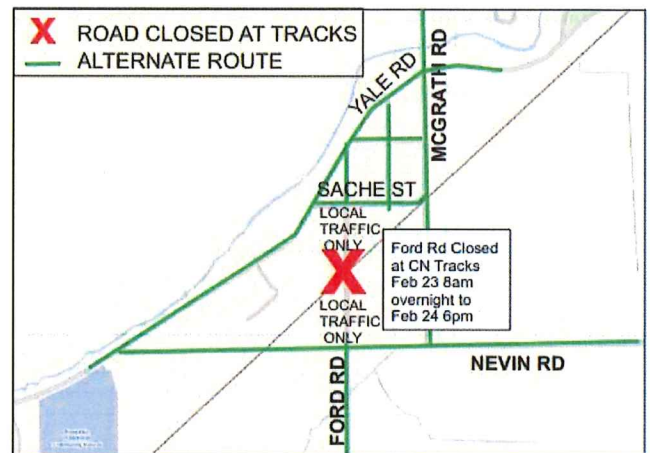 X ROAD CLOSED AT TRACKS
ALTERNATE ROUTE
YALE RD
MCGRATH RD
SACHE ST
LOCAL
TRAFFIC
ONLY
Ford Rd Closed
at CN Tracks
Feb 23 8am
overnight to
Feb 24 6pm
X
LOCAL
TRAFFIC
ONLY
NEVIN RD
FORD RD